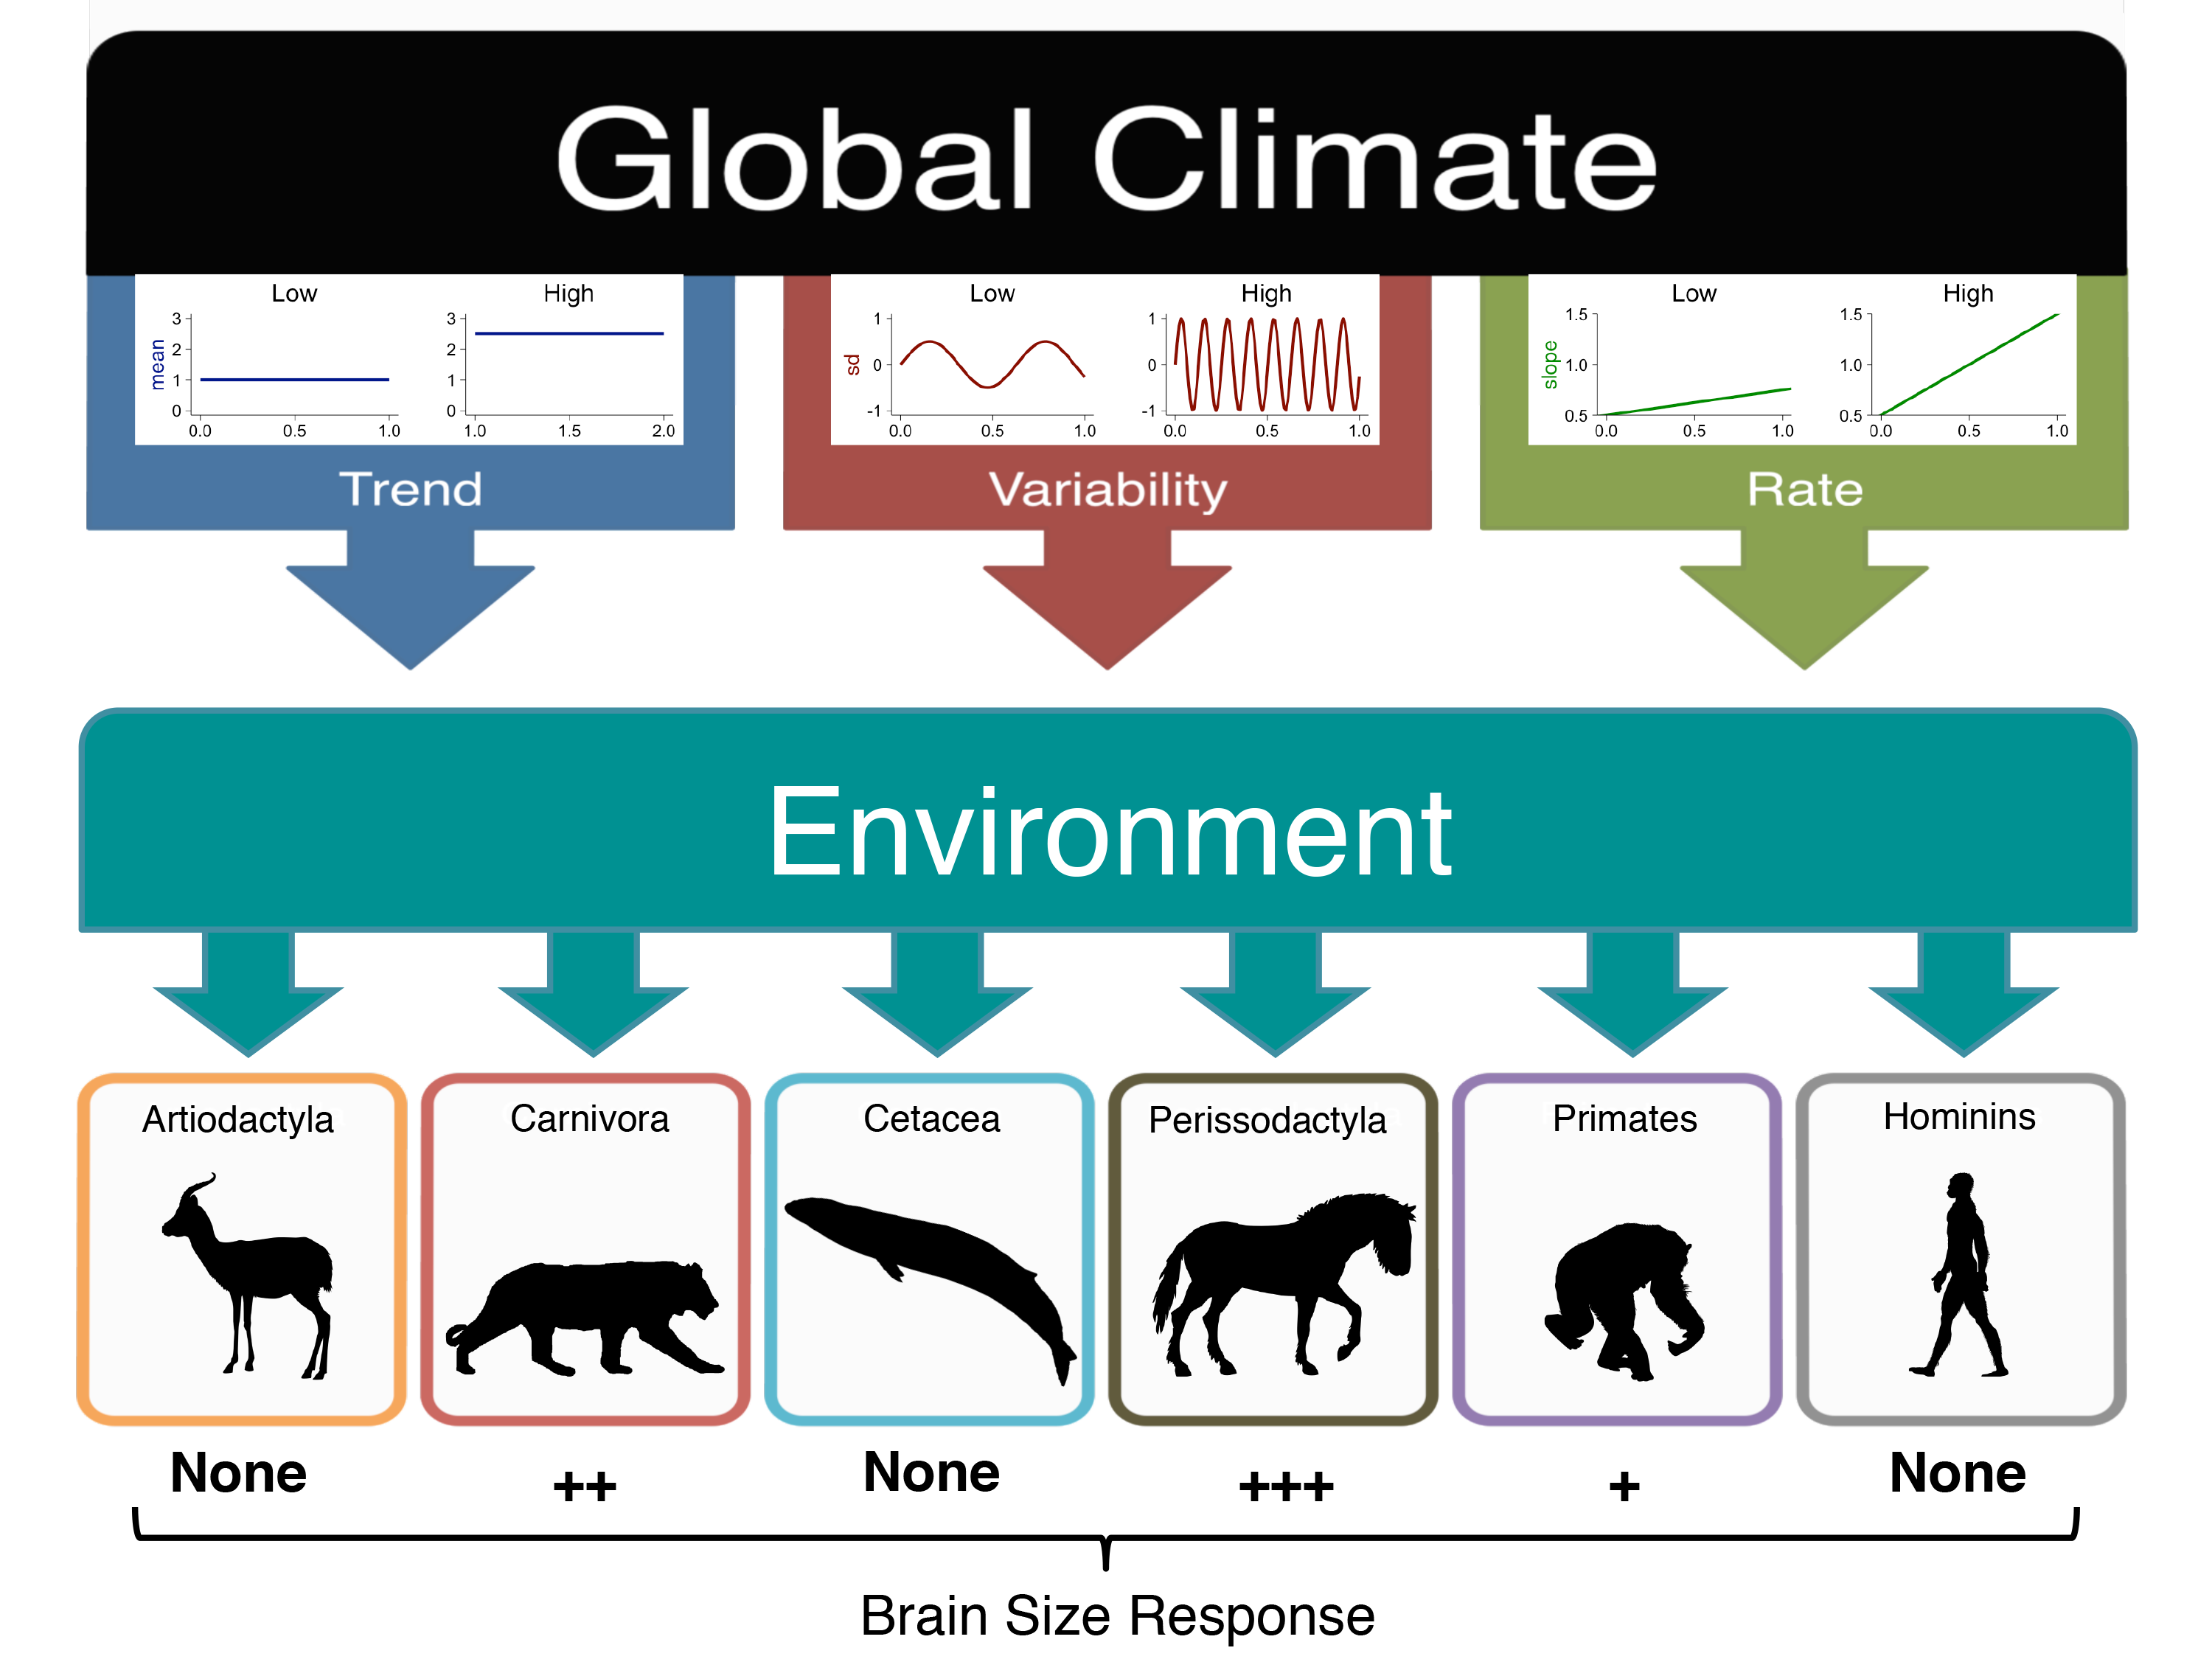 Global Climate
Low
High
Low
High
Low
High
mean
3
2
1
0
0.0 0.5 1.0
3
2
1
0
1.0 1.5 2.0
sd
1
0
-1
0.0 0.5 1.0
1
0
-1
0.0 0.5 1.0
slope
1.5
1.0
0.5
0.0 0.5 1.0
1.5
1.0
0.5
0.0 0.5 1.0
Trend
Variability
Rate
Environment
Artiodactyla
Carnivora
Cetacea
Perissodactyla
Primates
Hominins
None
++
None
+++
+
None
Brain Size Response